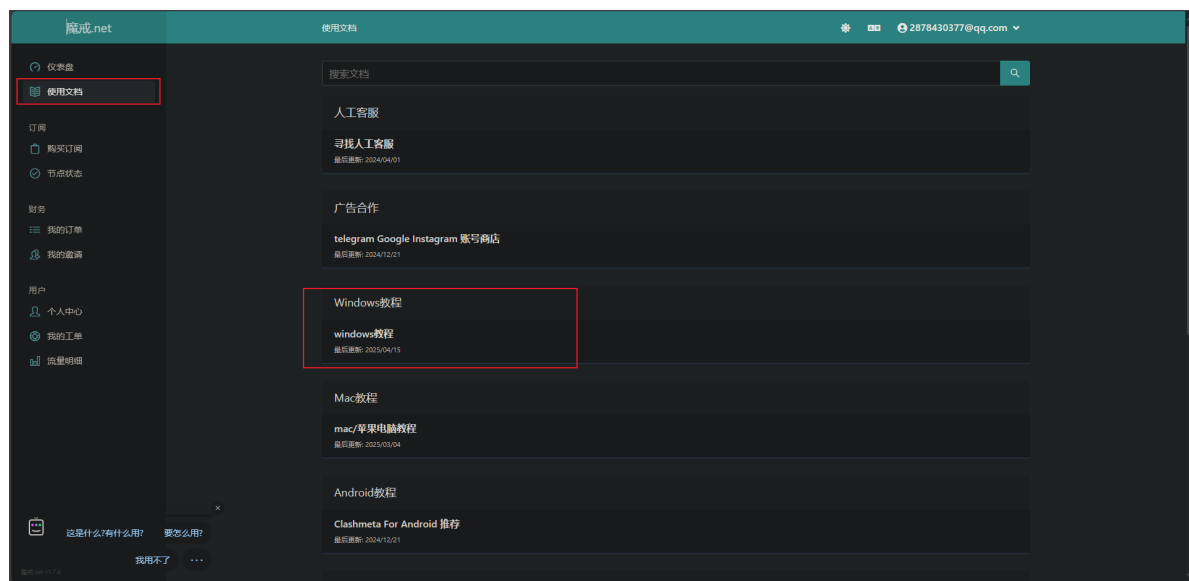 魔戒.net
使用文档
2878430377@qq.com
仪表盘
使用文档
订阅
购买订阅
节点状态
财务
我的订单
我的邀请
用户
个人中心
我的工单
流量明细
搜索文档
人工客服
寻找人工客服
最后更新: 2024/04/01
广告合作
telegram Google Instagram 账号商店
最后更新: 2024/12/21
Windows教程
windows教程
最后更新: 2025/04/15
Mac教程
mac/苹果电脑教程
最后更新: 2025/03/04
Android教程
Clashmeta For Android 推荐
最后更新: 2024/12/21
这是什么?有什么用?
要怎么用?
我用不了
···